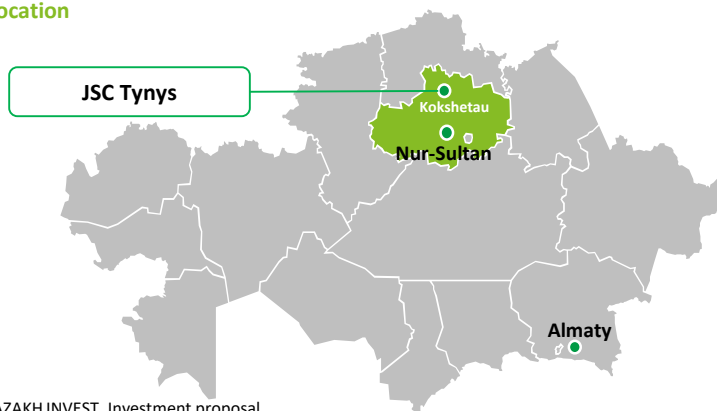 ocation
JSC Tynys
Kokshetau
Nur-Sultan
Almaty
AZAKH INVEST. Investment proposal